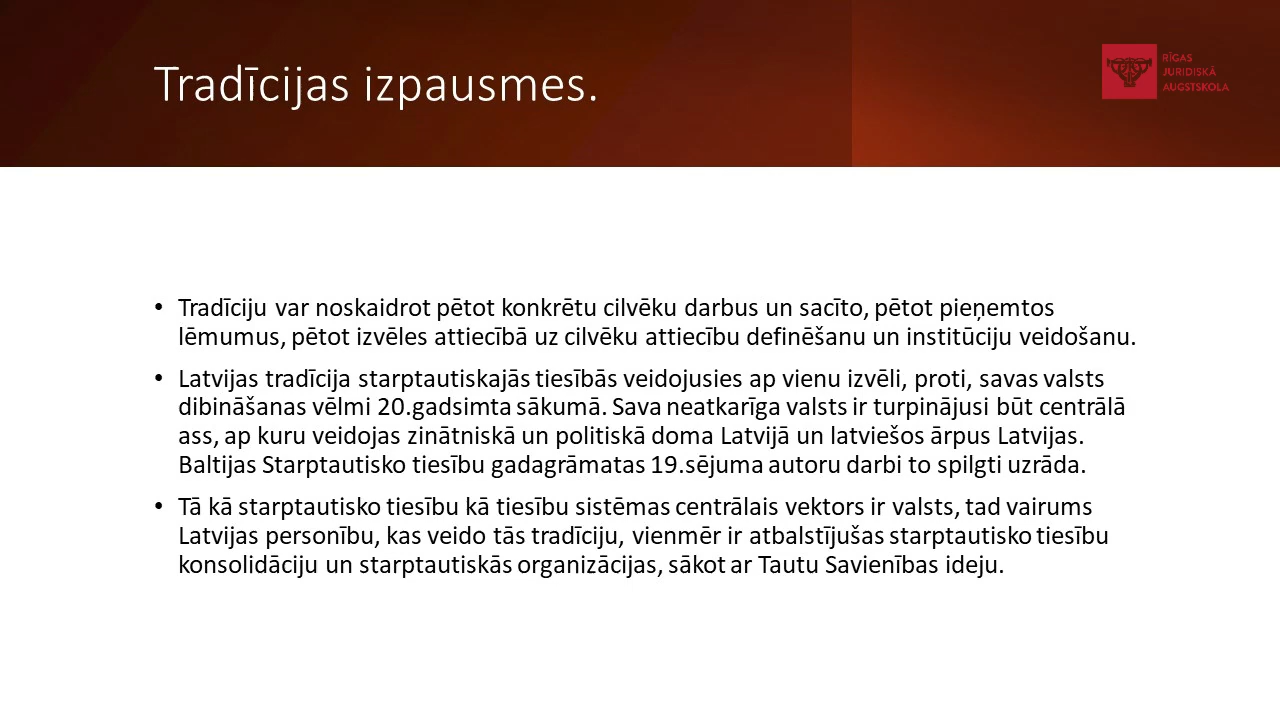 Tradīcijas izpausmes.
RĪGAS
JURIDISKĀ
AUGSTSKOLA
• Tradīciju var noskaidrot pētot konkrētu cilvēku darbus un sacīto, pētot pieņemtos
lēmumus, pētot izvēles attiecībā uz cilvēku attiecību definēšanu un institūciju veidošanu.
• Latvijas tradīcija starptautiskajās tiesībās veidojusies ap vienu izvēli, proti, savas valsts
dibināšanas vēlmi 20.gadsimta sākumā. Sava neatkarīga valsts ir turpinājusi būt centrālā
ass, ap kuru veidojas zinātniskā un politiskā doma Latvijā un latviešos ārpus Latvijas.
Baltijas Starptautisko tiesību gadagrāmatas 19.sējuma autoru darbi to spilgti uzrāda.
• Tā kā starptautisko tiesību kā tiesību sistēmas centrālais vektors ir valsts, tad vairums
Latvijas personību, kas veido tās tradīciju, vienmēr ir atbalstījušas starptautisko tiesību
konsolidāciju un starptautiskās organizācijas, sākot ar Tautu Savienības ideju.